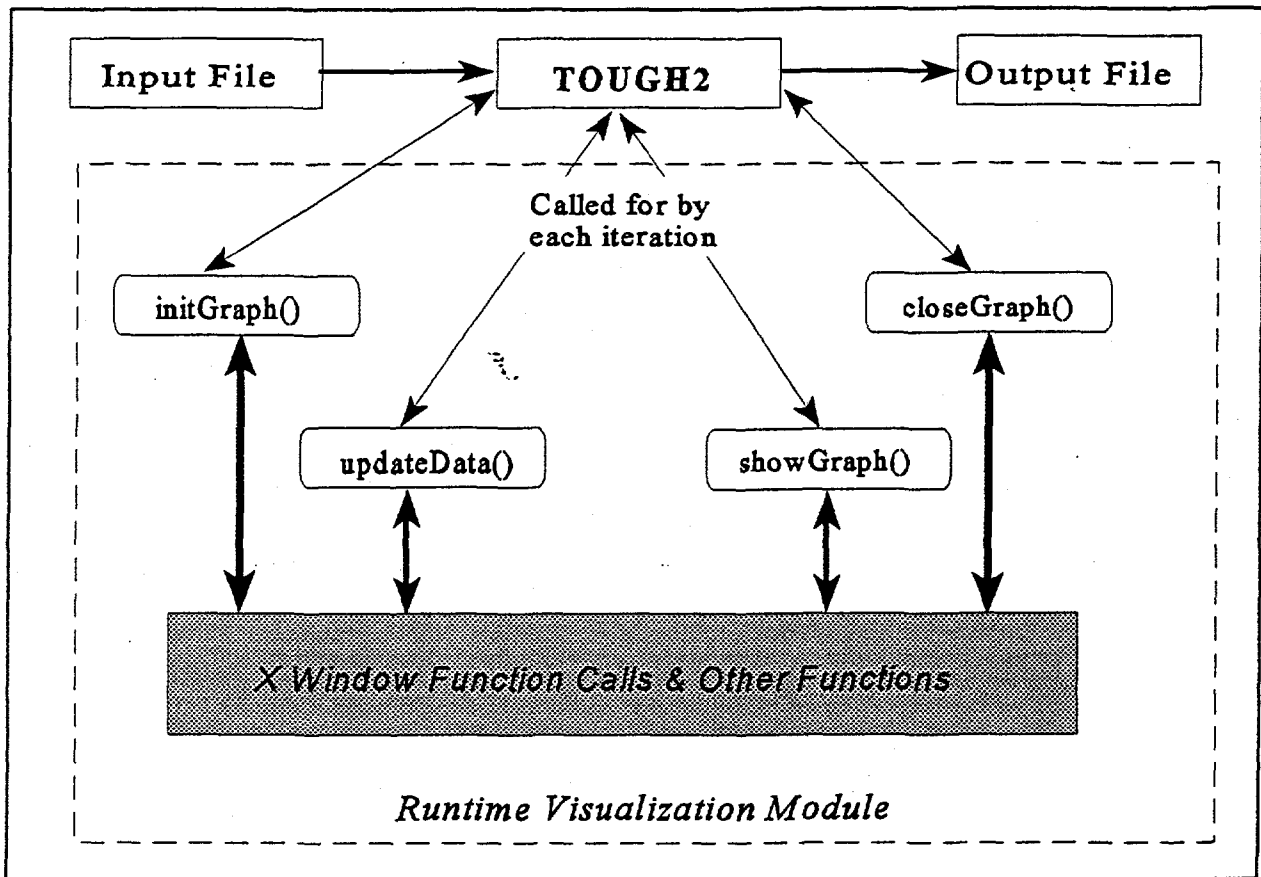 Input File
TOUGH2
Output File
Called for by
each iteration
initGraph()
closeGraph()
updateData()
showGraph()
X Window Function Calls & Other Functions
Runtime Visualization Module